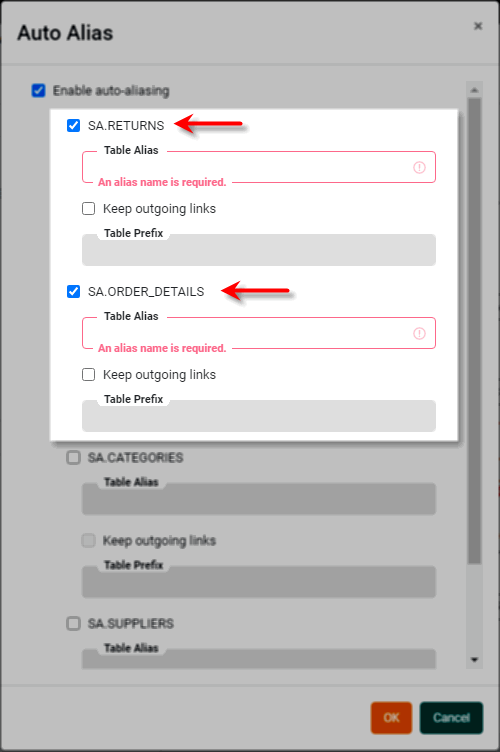 Auto Alias
×
Enable auto-aliasing
SA.RETURNS
Table Alias
An alias name is required.
Keep outgoing links
Table Prefix
SA.ORDER_DETAILS
Table Alias
An alias name is required.
Keep outgoing links
Table Prefix
SA.CATEGORIES
Table Alias
Keep outgoing links
Table Prefix
SA.SUPPLIERS
Table Alias
OK Cancel